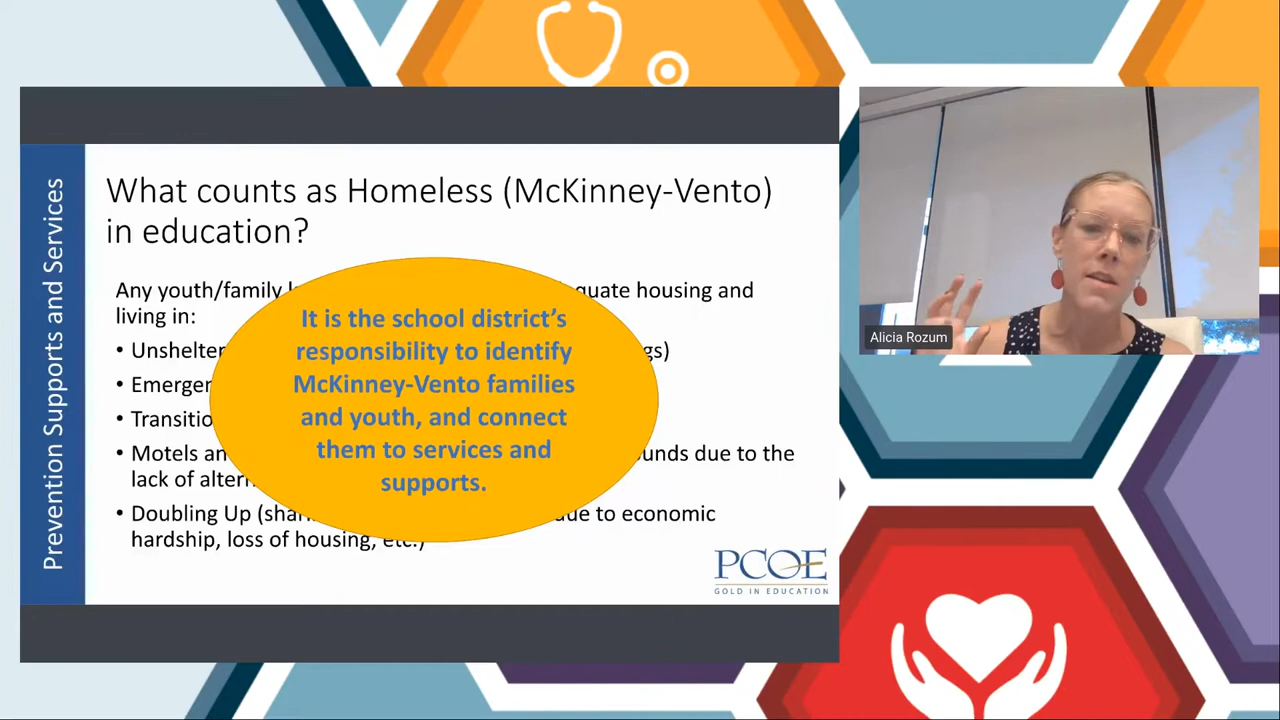 Prevention Supports and Services
What counts as Homeless (McKinney-Vento)
in education?
Any youth/family quate housing and
living in:
• Unshelter gs)
• Emergen
• Transitio
• Motels an unds due to the
lack of altern
• Doubling Up (shar due to economic
hardship, loss of housing, etc.)
It is the school district's
responsibility to identify
McKinney-Vento families
and youth, and connect
them to services and
supports.
PCOE
GOLD IN EDUCATION
Alicia Rozum